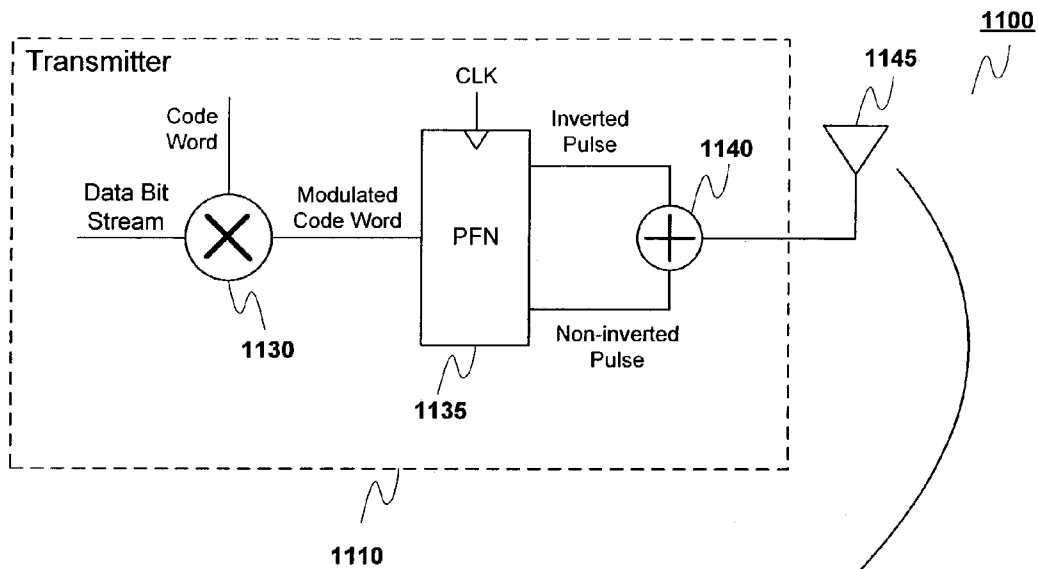 1100
1145
Transmitter
CLK
Code
Word
Inverted
Pulse
1140
Data Bit
Stream
Modulated
Code Word
PFN
1130
Non-inverted
Pulse
1135
1110